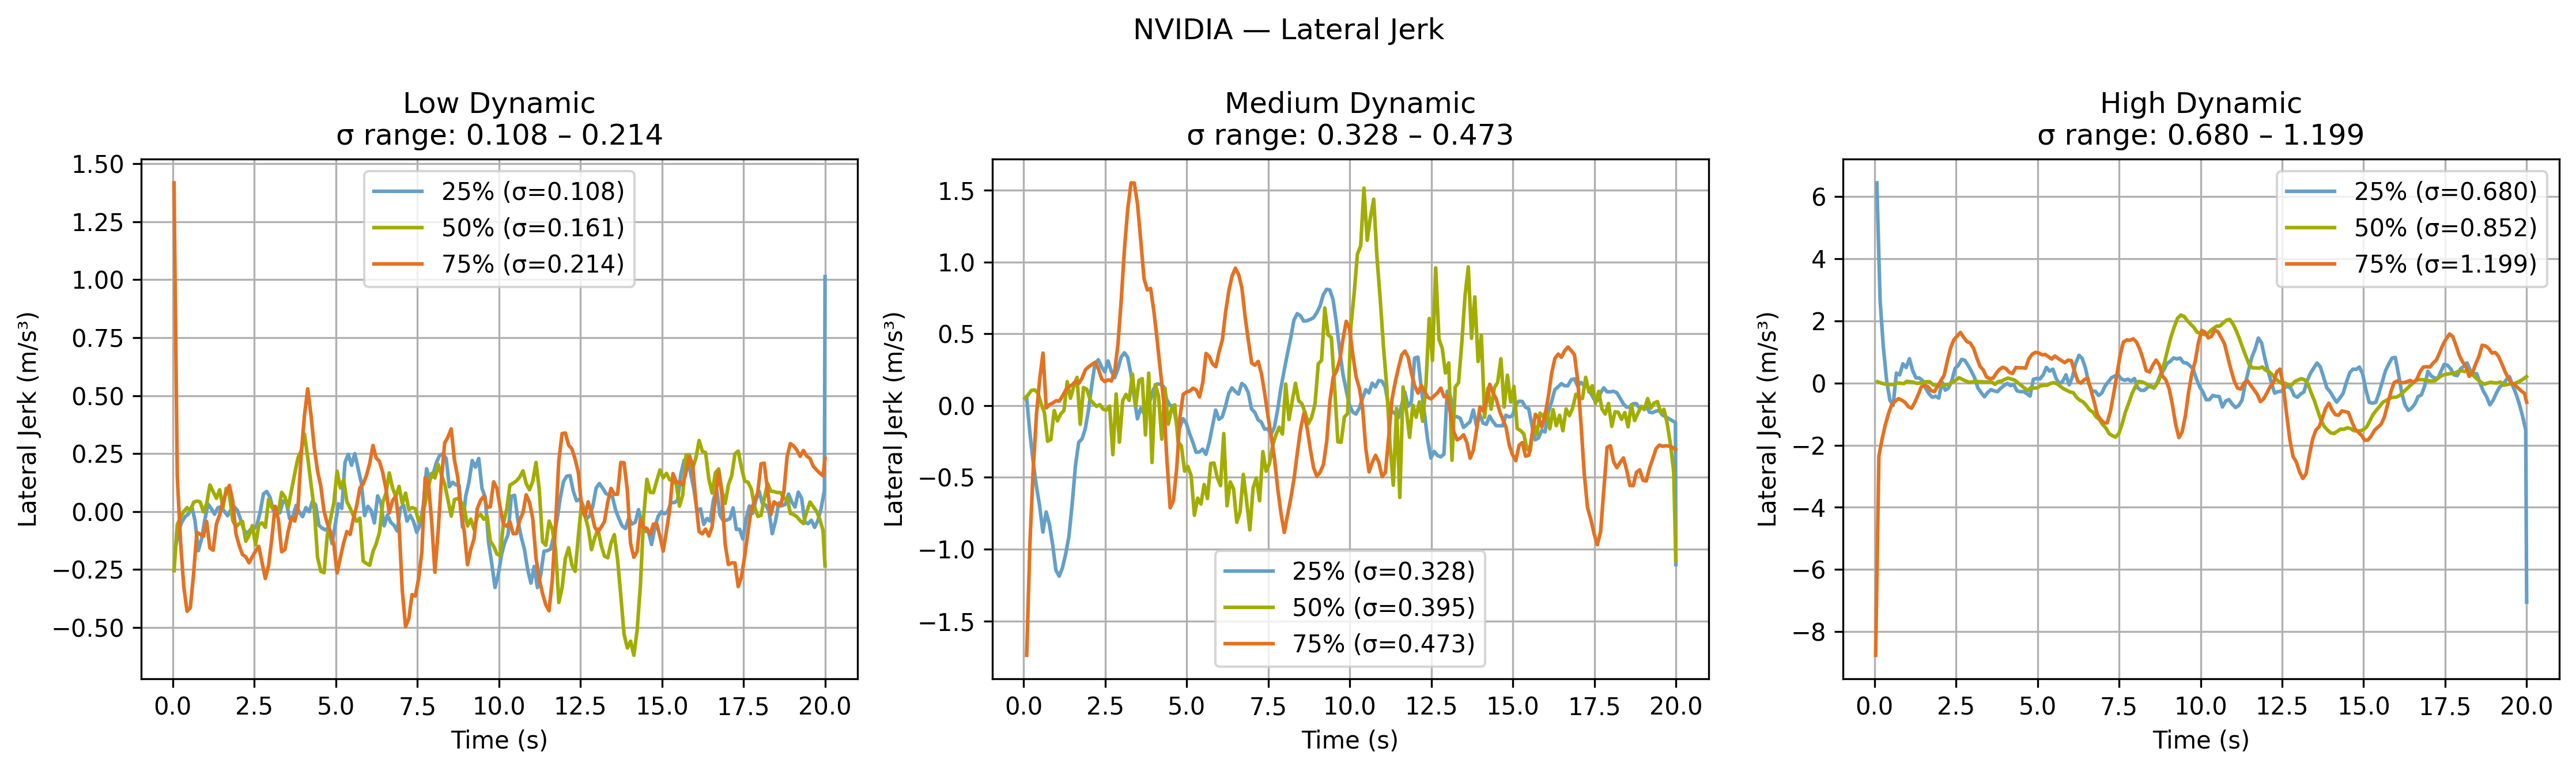 NVIDIA — Lateral Jerk
Low Dynamic
σ range: 0.108 – 0.214
1.50
1.25
1.00
0.75
0.50
0.25
0.00
−0.25
−0.50
Lateral Jerk (m/s³)
25% (σ=0.108)
50% (σ=0.161)
75% (σ=0.214)
0.0 2.5 5.0 7.5 10.0 12.5 15.0 17.5 20.0
Time (s)
Medium Dynamic
σ range: 0.328 – 0.473
1.5
1.0
0.5
0.0
−0.5
−1.0
−1.5
Lateral Jerk (m/s³)
25% (σ=0.328)
50% (σ=0.395)
75% (σ=0.473)
0.0 2.5 5.0 7.5 10.0 12.5 15.0 17.5 20.0
Time (s)
High Dynamic
σ range: 0.680 – 1.199
6
4
2
0
−2
−4
−6
−8
Lateral Jerk (m/s³)
25% (σ=0.680)
50% (σ=0.852)
75% (σ=1.199)
0.0 2.5 5.0 7.5 10.0 12.5 15.0 17.5 20.0
Time (s)